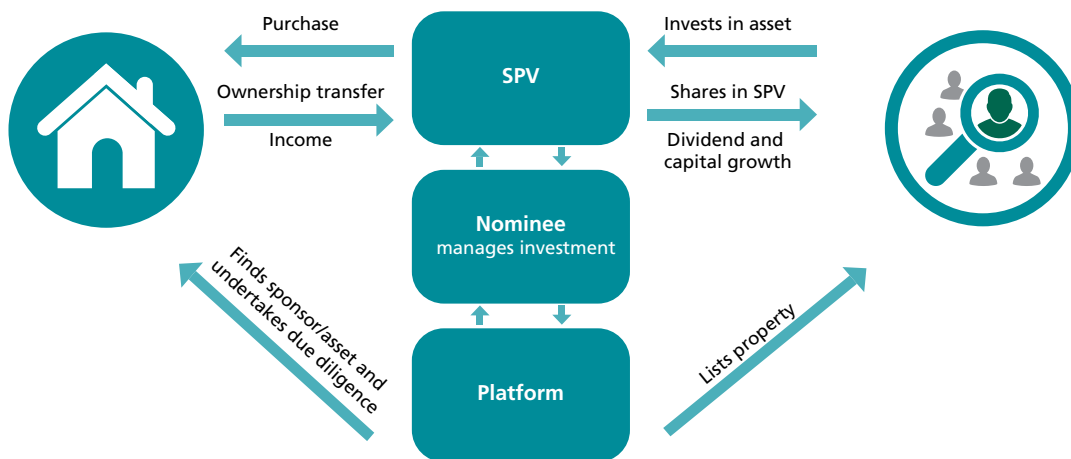 Purchase
Ownership transfer
Income
SPV
Invests in asset
Shares in SPV
Dividend and
capital growth
Nominee
manages investment
Finds sponsor/asset and
undertakes due diligence
Platform
Lists property